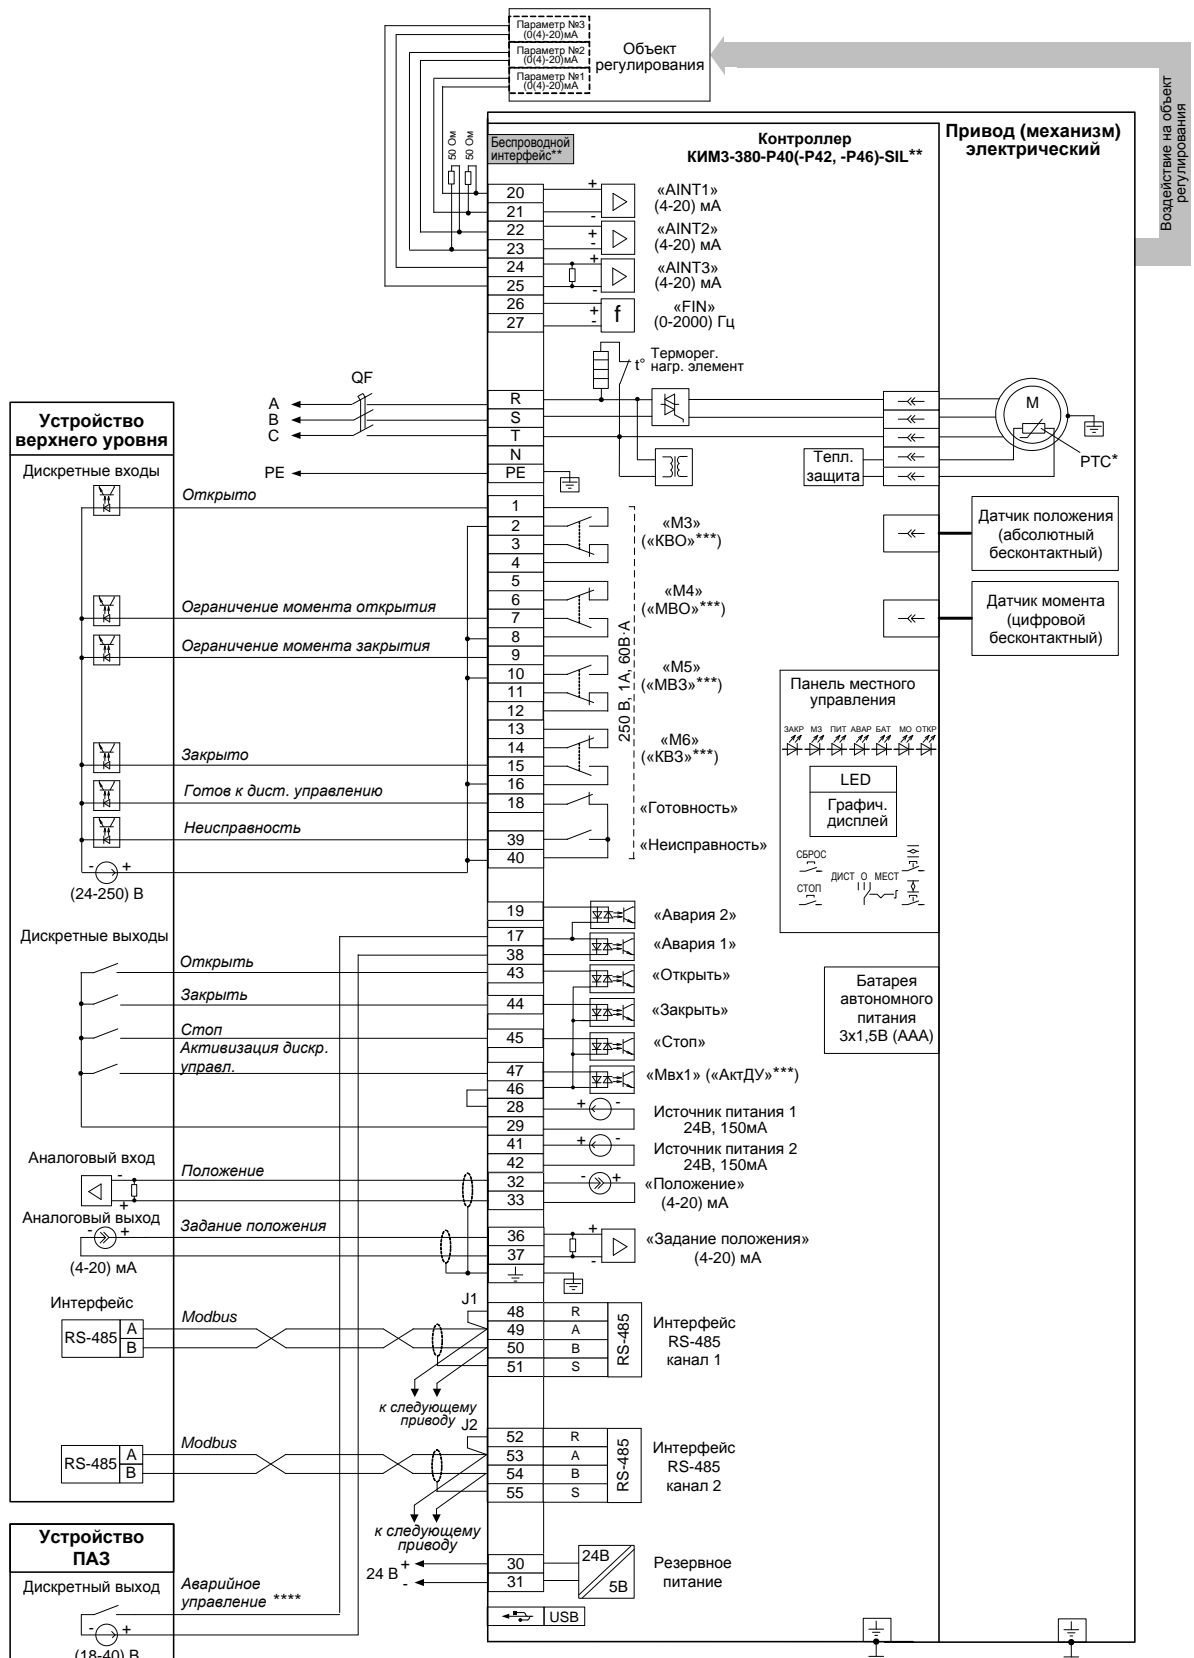 Параметр №3
(0(4)-20)мА
Параметр №2
(0(4)-20)мА
Параметр №1
(0(4)-20)мА
Объект
регулирования
Воздействие на объект
регулирования
50 Ом
50 Ом
Беспроводной
интерфейс**
Контроллер
КИМ3-380-Р40(-Р42, -Р46)-SIL**
Привод (механизм)
электрический
20
21
22
23
24
25
26
27
+
-
«AINT1»
(4-20) мА
+
-
«AINT2»
(4-20) мА
+
-
«AINT3»
(4-20) мА
+
-
f
«FIN»
(0-2000) Гц
t°
Терморег.
нагр. элемент
QF
A
B
C
PE
R
S
T
N
PE
Тепл.
защита
M
PTC*
Устройство
верхнего уровня
Дискретные входы
Открыто
Ограничение момента открытия
Ограничение момента закрытия
Закрыто
Готов к дист. управлению
Неисправность
- +
(24-250) В
1
2
3
4
5
6
7
8
9
10
11
12
13
14
15
16
18
39
40
«М3»
(«КВО»***)
«М4»
(«МВО»***)
«М5»
(«МВЗ»***)
«М6»
(«КВЗ»***)
«Готовность»
«Неисправность»
250 В, 1А, 60В·А
Датчик положения
(абсолютный
бесконтактный)
Датчик момента
(цифровой
бесконтактный)
Панель местного
управления
ЗАКР МЗ ПИТ АВАР БАТ МО ОТКР
LED
Графич.
дисплей
СБРОС
СТОП
ДИСТ О МЕСТ
Батарея
автономного
питания
3х1,5В (ААА)
Дискретные выходы
Открыть
Закрыть
Стоп
Активизация дискр.
управл.
19
17
38
43
44
45
47
46
28
29
41
42
32
33
36
37
«Авария 2»
«Авария 1»
«Открыть»
«Закрыть»
«Стоп»
«Мвх1» («АктДУ»***)
+ -
Источник питания 1
24В, 150мА
+ -
Источник питания 2
24В, 150мА
- +
«Положение»
(4-20) мА
+
-
«Задание положения»
(4-20) мА
Аналоговый вход
-
+
Положение
Аналоговый выход
- +
(4-20) мА
Задание положения
Интерфейс
RS-485
A
B
Modbus
J1
48 R
49 A
50 B
51 S
RS-485
Интерфейс
RS-485
канал 1
к следующему
приводу
RS-485
A
B
Modbus
J2
52 R
53 A
54 B
55 S
RS-485
Интерфейс
RS-485
канал 2
к следующему
приводу
24 В
+
-
30
31
24В
5В
Резервное
питание
USB
Устройство
ПАЗ
Дискретный выход
Аварийное
управление ****
- +
(18-40) В